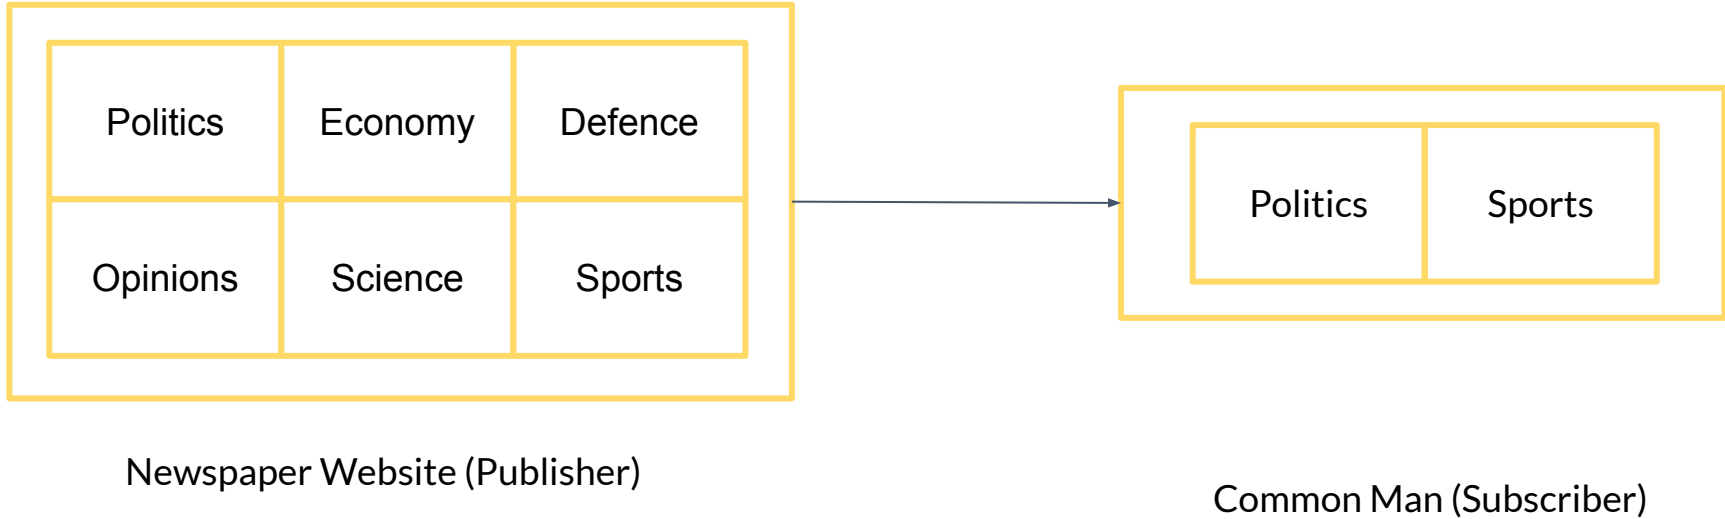 Politics Economy Defence
Opinions Science Sports
Newspaper Website (Publisher)
Politics Sports
Common Man (Subscriber)